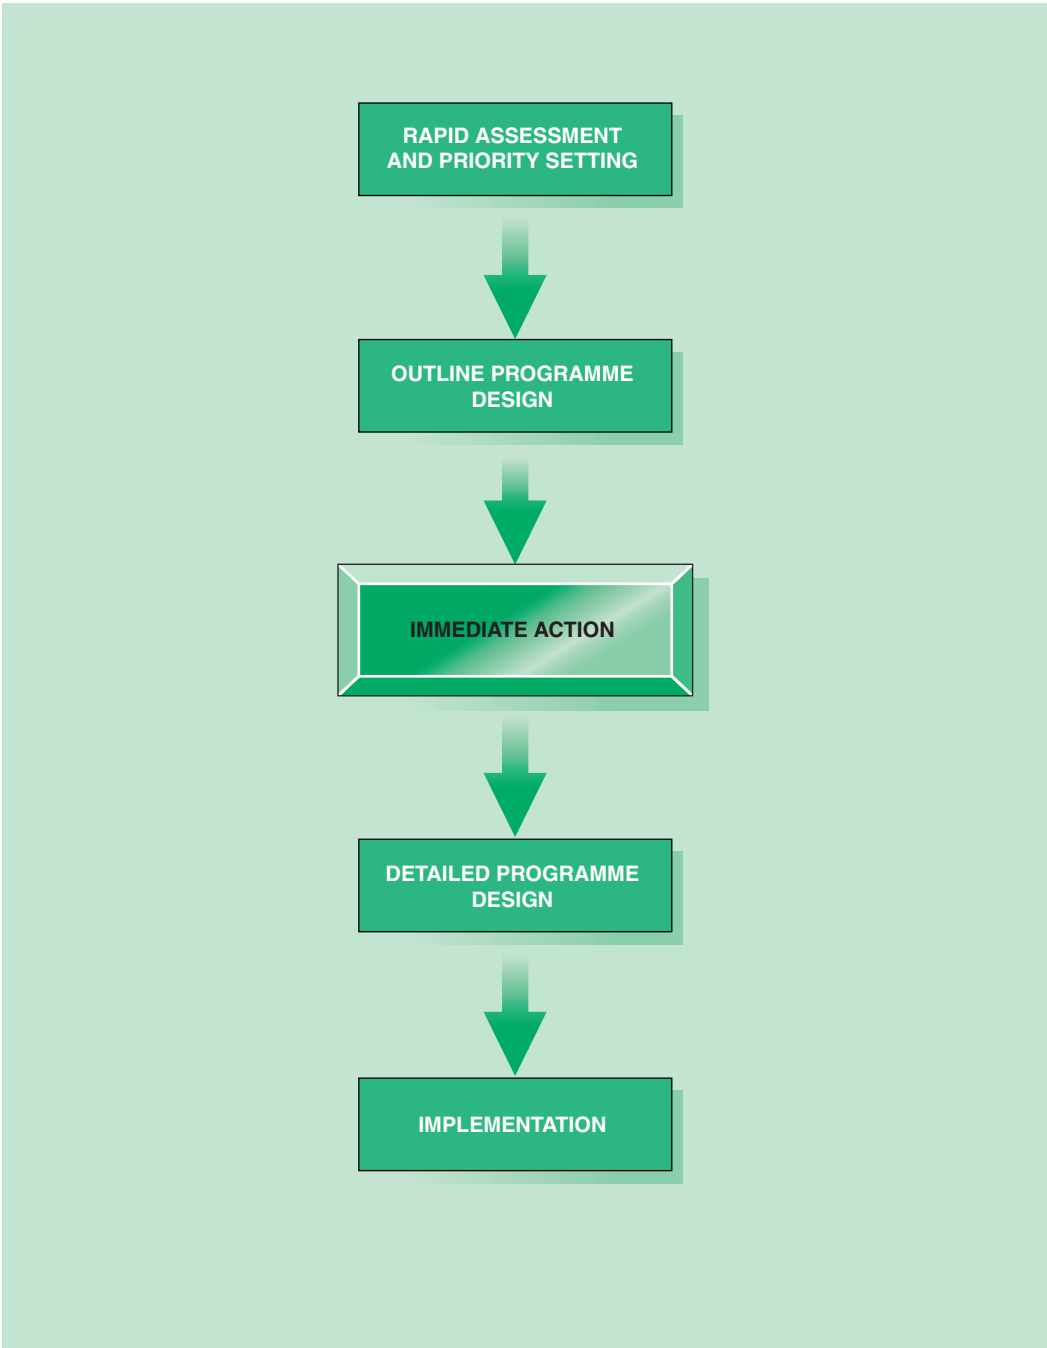 RAPID ASSESSMENT
AND PRIORITY SETTING
OUTLINE PROGRAMME
DESIGN
IMMEDIATE ACTION
DETAILED PROGRAMME
DESIGN
IMPLEMENTATION